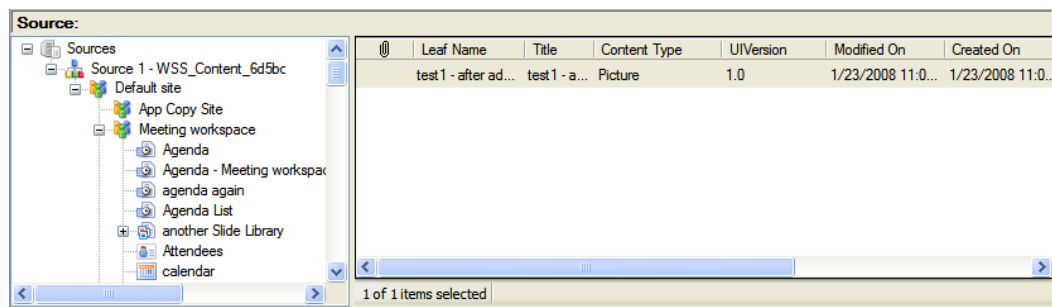 Source:
Sources
Source 1 - WSS_Content_6d5bc
Default site
App Copy Site
Meeting workspace
Agenda
Agenda - Meeting workspac
agenda again
Agenda List
another Slide Library
Attendees
calendar
Leaf Name Title Content Type UIVersion Modified On Created On
test1 - after ad... test1 - a... Picture 1.0 1/23/2008 11:0... 1/23/2008 11:0...
1 of 1 items selected